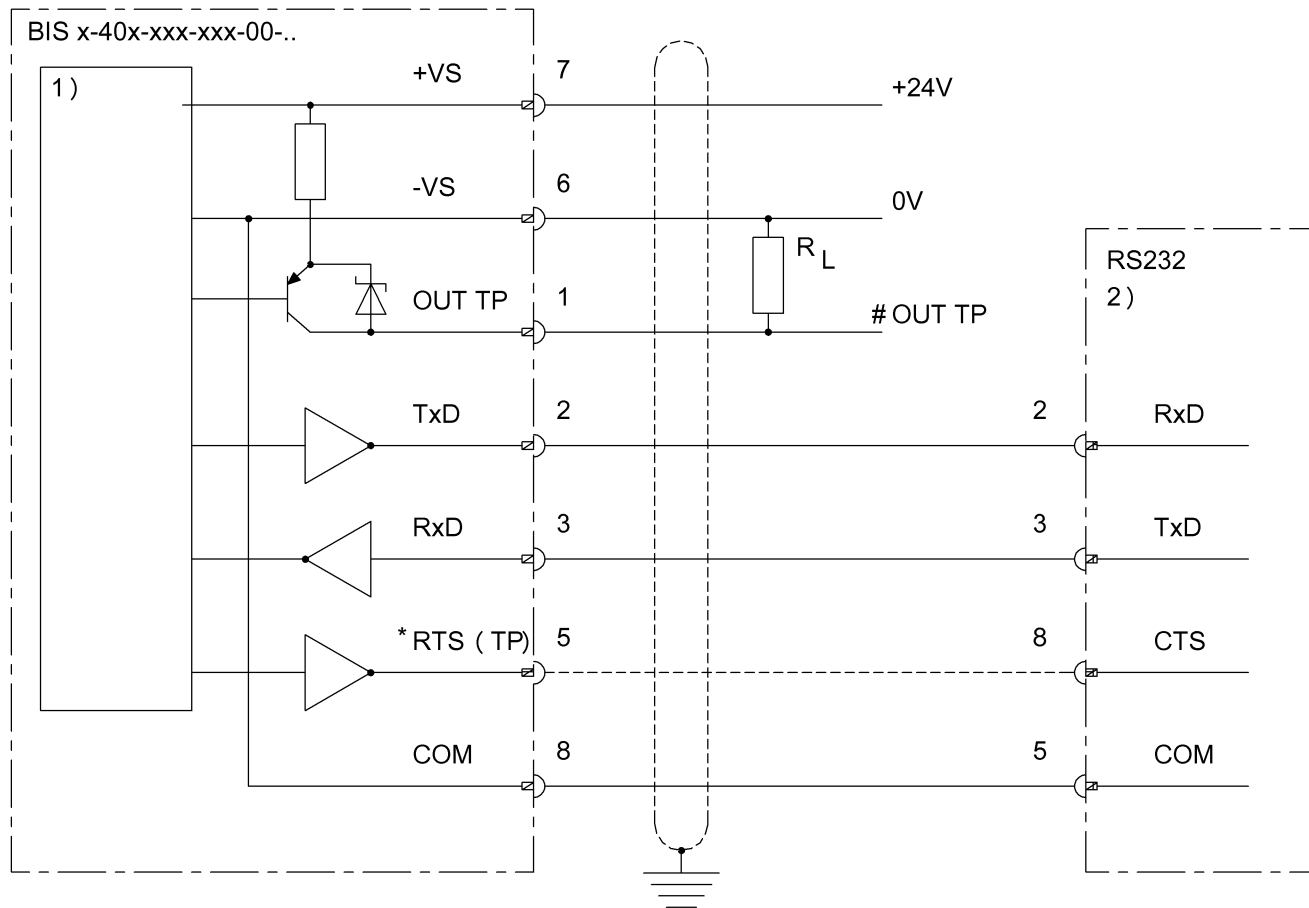 BIS x-40x-xxx-xxx-00-..
1)
+VS 7 +24V
-VS 6 0V
R L
RS232
2)
OUT TP 1 # OUT TP
TxD 2 2 RxD
RxD 3 3 TxD
* RTS ( TP) 5 8 CTS
COM 8 5 COM